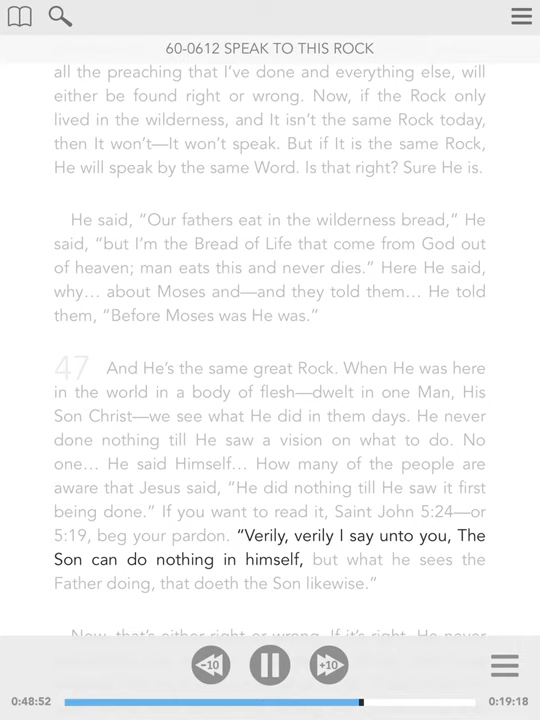 60-0612 SPEAK TO THIS ROCK
all the preaching that I've done and everything else, will
either be found right or wrong. Now, if the Rock only
lived in the wilderness, and It isn't the same Rock today,
then It won't—It won't speak. But if It is the same Rock,
He will speak by the same Word. Is that right? Sure He is.
He said, “Our fathers eat in the wilderness bread,” He
said, “but I'm the Bread of Life that come from God out
of heaven; man eats this and never dies.” Here He said,
why… about Moses and—and they told them… He told
them, “Before Moses was He was.”
47 And He's the same great Rock. When He was here
in the world in a body of flesh—dwelt in one Man, His
Son Christ—we see what He did in them days. He never
done nothing till He saw a vision on what to do. No
one… He said Himself… How many of the people are
aware that Jesus said, “He did nothing till He saw it first
being done.” If you want to read it, Saint John 5:24—or
5:19, beg your pardon. “Verily, verily I say unto you, The
Son can do nothing in himself, but what he sees the
Father doing, that doeth the Son likewise.”
Now, that's either right or wrong. If it's right, He never
-10
+10
0:48:52
0:19:18